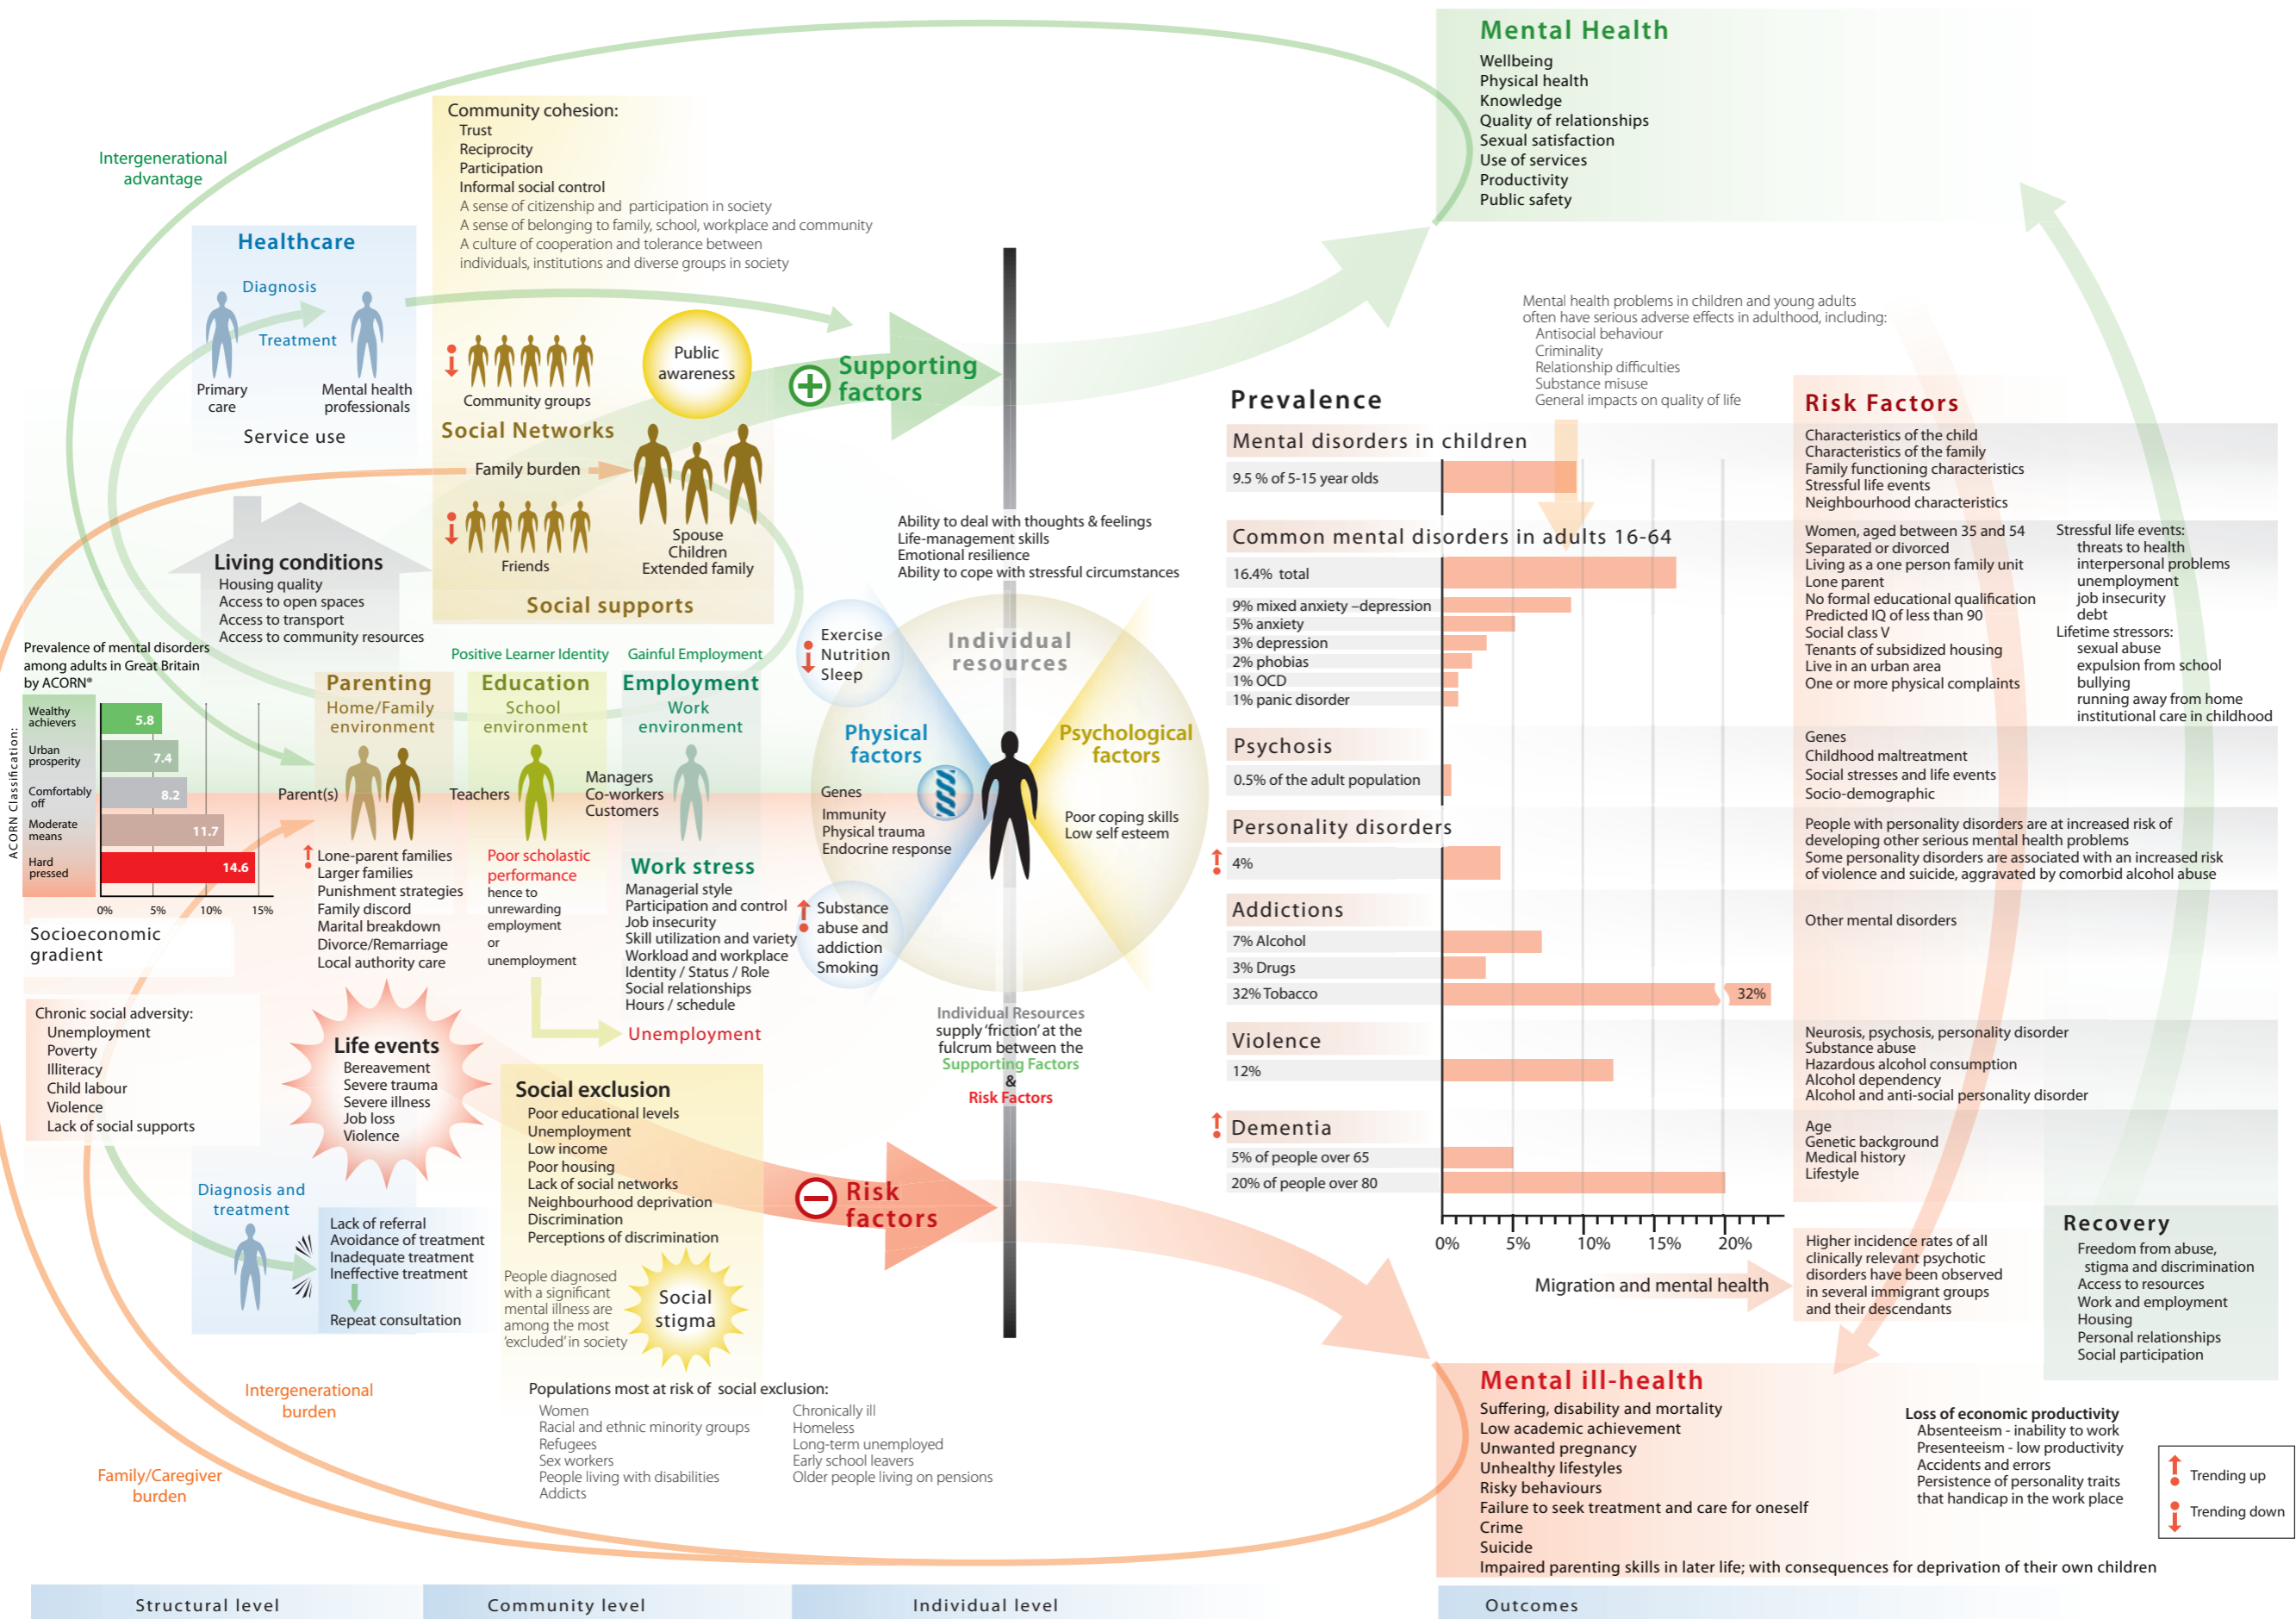 Mental Health
Wellbeing
Physical health
Knowledge
Quality of relationships
Sexual satisfaction
Use of services
Productivity
Public safety
Intergenerational
advantage
Community cohesion:
Trust
Reciprocity
Participation
Informal social control
A sense of citizenship and participation in society
A sense of belonging to family, school, workplace and community
A culture of cooperation and tolerance between
individuals, institutions and diverse groups in society
Healthcare
Diagnosis
Treatment
Primary
care
Mental health
professionals
Service use
Community groups
Public
awareness
Social Networks
Family burden
Friends
Spouse
Children
Extended family
Social supports
+
Supporting
factors
Living conditions
Housing quality
Access to open spaces
Access to transport
Access to community resources
Prevalence of mental disorders
among adults in Great Britain
by ACORN®
ACORN Classification:
Wealthy
achievers
5.8
Urban
prosperity
7.4
Comfortably
off
8.2
Moderate
means
11.7
Hard
pressed
14.6
0% 5% 10% 15%
Socioeconomic
gradient
Parenting
Home/Family
environment
Parent(s)
Lone-parent families
Larger families
Punishment strategies
Family discord
Marital breakdown
Divorce/Remarriage
Local authority care
Positive Learner Identity
Education
School
environment
Teachers
Poor scholastic
performance
hence to
unrewarding
employment
or
unemployment
Gainful Employment
Employment
Work
environment
Managers
Co-workers
Customers
Work stress
Managerial style
Participation and control
Job insecurity
Skill utilization and variety
Workload and workplace
Identity / Status / Role
Social relationships
Hours / schedule
Unemployment
Ability to deal with thoughts & feelings
Life-management skills
Emotional resilience
Ability to cope with stressful circumstances
Individual
resources
Exercise
Nutrition
Sleep
Physical
factors
Genes
Immunity
Physical trauma
Endocrine response
Psychological
factors
Poor coping skills
Low self esteem
Substance
abuse and
addiction
Smoking
Individual Resources
supply 'friction' at the
fulcrum between the
Supporting Factors
&
Risk Factors
Chronic social adversity:
Unemployment
Poverty
Illiteracy
Child labour
Violence
Lack of social supports
Life events
Bereavement
Severe trauma
Severe illness
Job loss
Violence
Social exclusion
Poor educational levels
Unemployment
Low income
Poor housing
Lack of social networks
Neighbourhood deprivation
Discrimination
Perceptions of discrimination
People diagnosed
with a significant
mental illness are
among the most
'excluded' in society
Social
stigma
Risk
factors
Diagnosis and
treatment
Lack of referral
Avoidance of treatment
Inadequate treatment
Ineffective treatment
Repeat consultation
Intergenerational
burden
Family/Caregiver
burden
Populations most at risk of social exclusion:
Women
Racial and ethnic minority groups
Refugees
Sex workers
People living with disabilities
Addicts
Chronically ill
Homeless
Long-term unemployed
Early school leavers
Older people living on pensions
Mental health problems in children and young adults
often have serious adverse effects in adulthood, including:
Antisocial behaviour
Criminality
Relationship difficulties
Substance misuse
General impacts on quality of life
Prevalence
Risk Factors
Mental disorders in children
9.5 % of 5-15 year olds
Characteristics of the child
Characteristics of the family
Family functioning characteristics
Stressful life events
Neighbourhood characteristics
Common mental disorders in adults 16-64
16.4% total
9% mixed anxiety –depression
5% anxiety
3% depression
2% phobias
1% OCD
1% panic disorder
Women, aged between 35 and 54
Separated or divorced
Living as a one person family unit
Lone parent
No formal educational qualification
Predicted IQ of less than 90
Social class V
Tenants of subsidized housing
Live in an urban area
One or more physical complaints
Stressful life events:
threats to health
interpersonal problems
unemployment
job insecurity
debt
Lifetime stressors:
sexual abuse
expulsion from school
bullying
running away from home
institutional care in childhood
Psychosis
0.5% of the adult population
Genes
Childhood maltreatment
Social stresses and life events
Socio-demographic
Personality disorders
4%
People with personality disorders are at increased risk of
developing other serious mental health problems
Some personality disorders are associated with an increased risk
of violence and suicide, aggravated by comorbid alcohol abuse
Addictions
7% Alcohol
3% Drugs
32% Tobacco
32%
Other mental disorders
Violence
12%
Neurosis, psychosis, personality disorder
Substance abuse
Hazardous alcohol consumption
Alcohol dependency
Alcohol and anti-social personality disorder
Dementia
5% of people over 65
20% of people over 80
Age
Genetic background
Medical history
Lifestyle
0% 5% 10% 15% 20%
Migration and mental health
Higher incidence rates of all
clinically relevant psychotic
disorders have been observed
in several immigrant groups
and their descendants
Recovery
Freedom from abuse,
stigma and discrimination
Access to resources
Work and employment
Housing
Personal relationships
Social participation
Mental ill-health
Suffering, disability and mortality
Low academic achievement
Unwanted pregnancy
Unhealthy lifestyles
Risky behaviours
Failure to seek treatment and care for oneself
Crime
Suicide
Impaired parenting skills in later life; with consequences for deprivation of their own children
Loss of economic productivity
Absenteeism - inability to work
Presenteeism - low productivity
Accidents and errors
Persistence of personality traits
that handicap in the work place
Trending up
Trending down
Structural level
Community level
Individual level
Outcomes